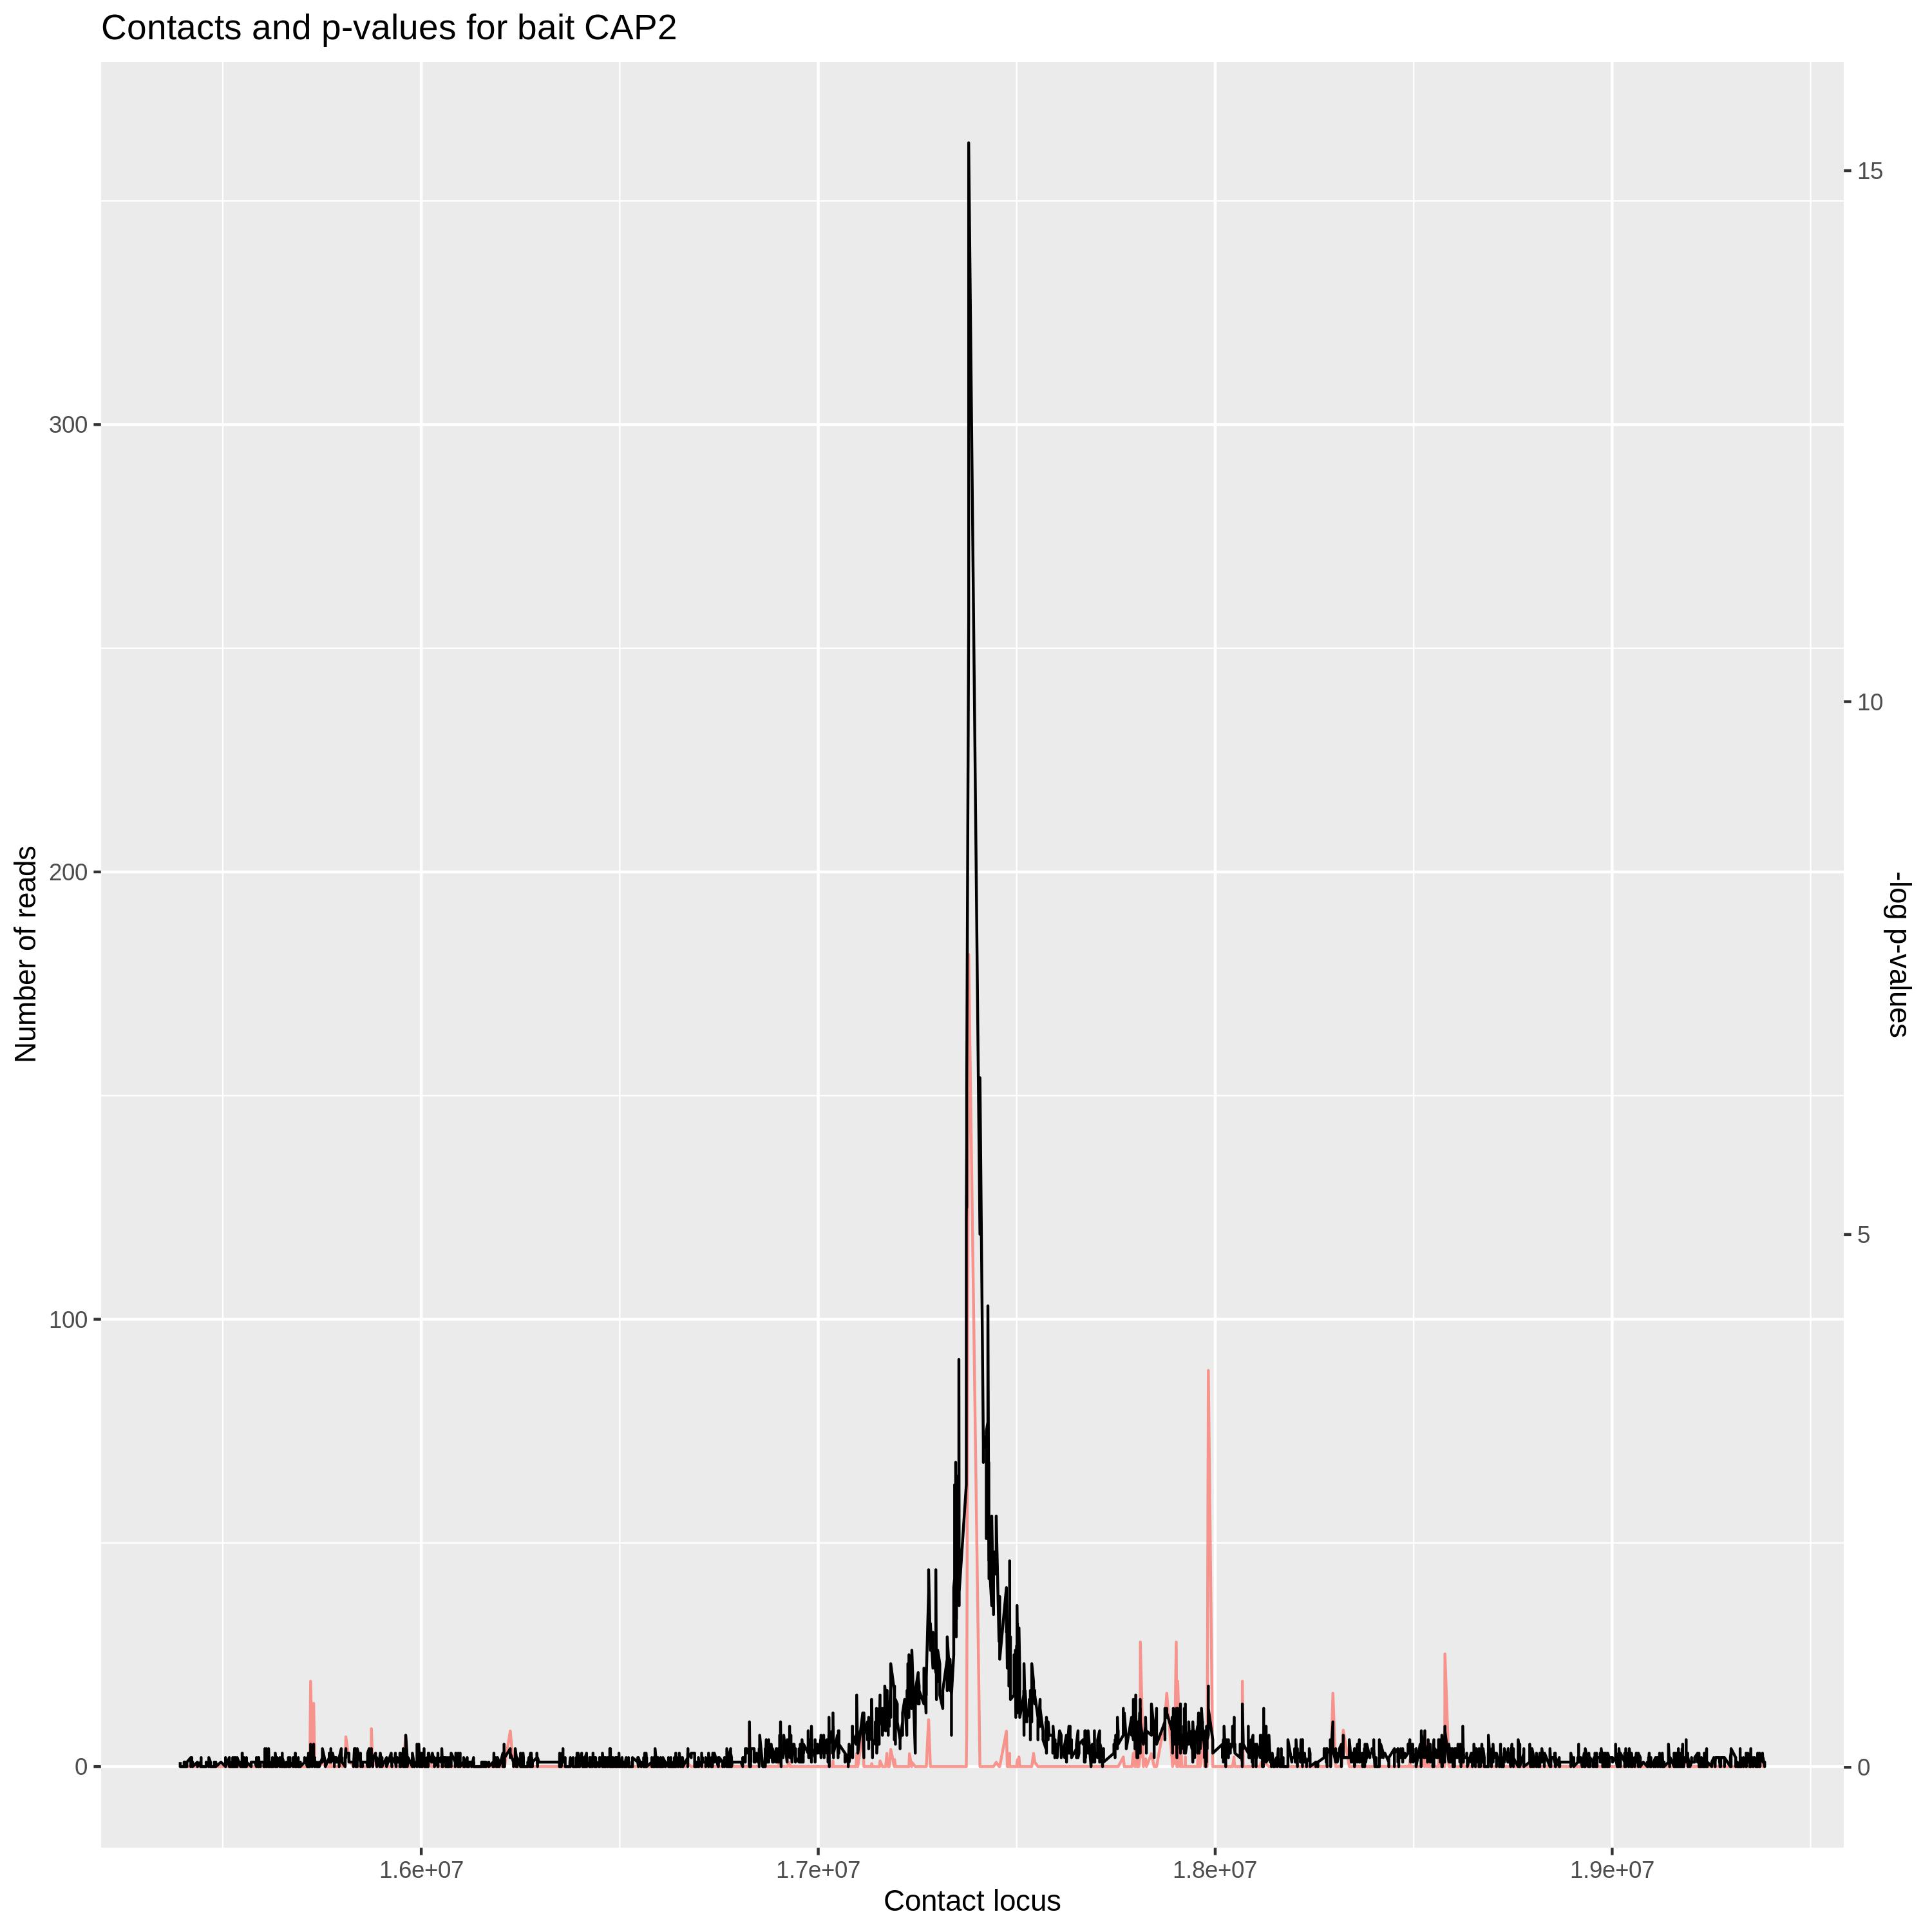 Contacts and p-values for bait CAP2
Number of reads
300
200
100
0
15
10
5
0
-log p-values
1.6e+07
1.7e+07
1.8e+07
1.9e+07
Contact locus